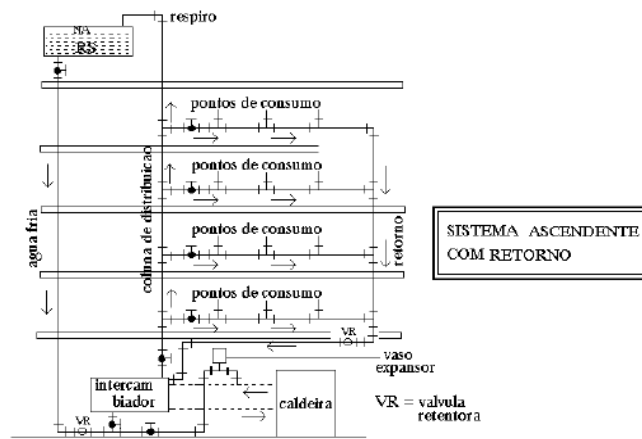 respiro
NA
RS
pontos de consumo
pontos de consumo
pontos de consumo
pontos de consumo
coluna de distribuicao
agua fria
retorno
SISTEMA ASCENDENTE
COM RETORNO
VR
vaso
expansor
intercam
biador
caldeira
VR = valvula
retentora
VR